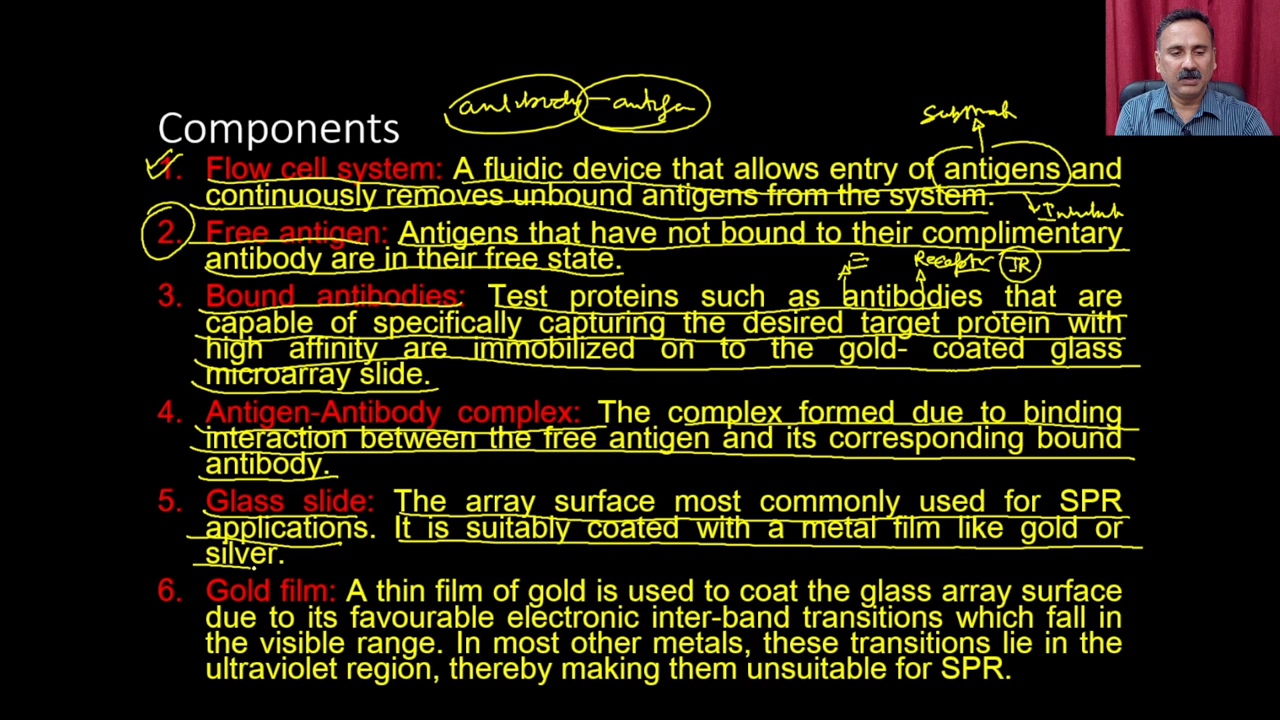 antibody - antigen
Components
1. Flow cell system: A fluidic device that allows entry of antigens and
continuously removes unbound antigens from the system.
2. Free antigen: Antigens that have not bound to their complimentary
antibody are in their free state.
E Receptor IR
3. Bound antibodies: Test proteins such as antibodies that are
capable of specifically capturing the desired target protein with
high affinity are immobilized on to the gold- coated glass
microarray slide.
4. Antigen-Antibody complex: The complex formed due to binding
interaction between the free antigen and its corresponding bound
antibody.
5. Glass slide: The array surface most commonly used for SPR
applications. It is suitably coated with a metal film like gold or
silver.
6. Gold film: A thin film of gold is used to coat the glass array surface
due to its favourable electronic inter-band transitions which fall in
the visible range. In most other metals, these transitions lie in the
ultraviolet region, thereby making them unsuitable for SPR.